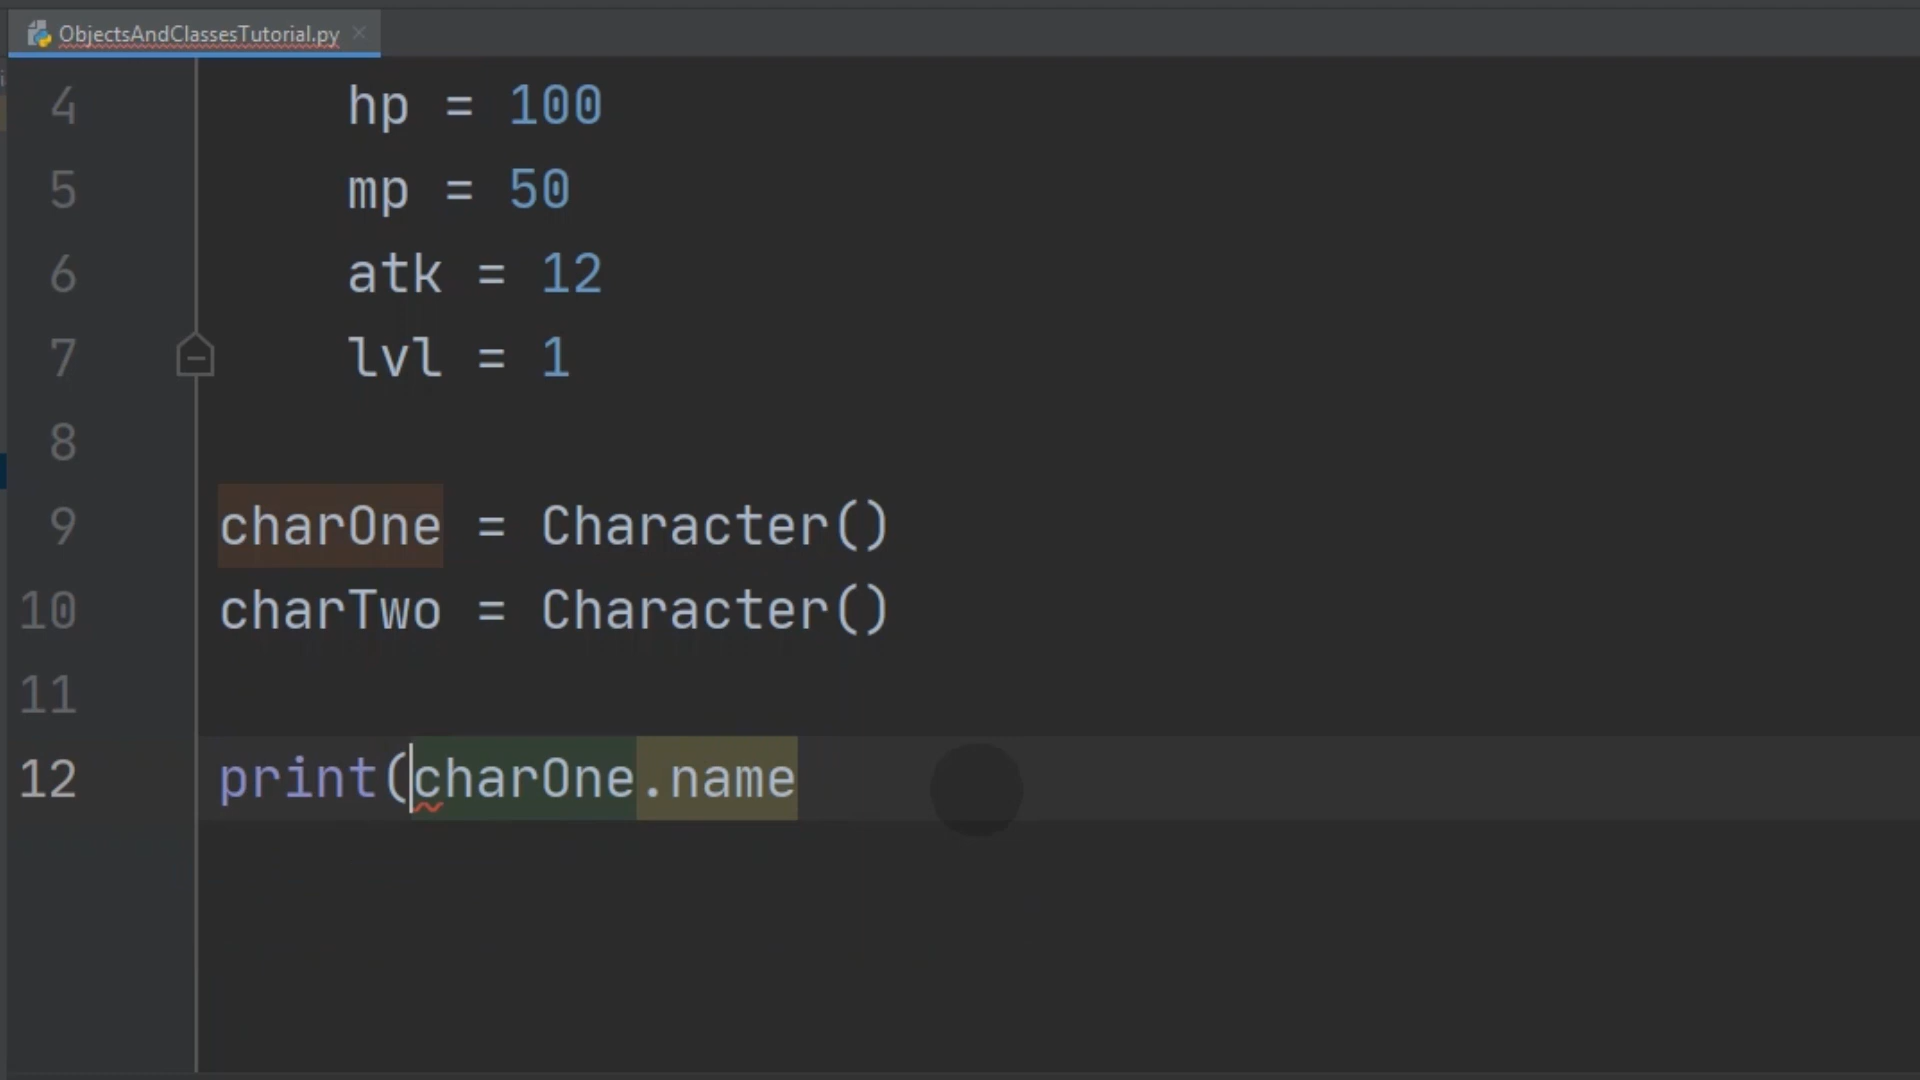 ObjectsAndClassesTutorial.py
4 hp = 100
5 mp = 50
6 atk = 12
7 lvl = 1
8
9 charOne = Character()
10 charTwo = Character()
11
12 print(charOne.name